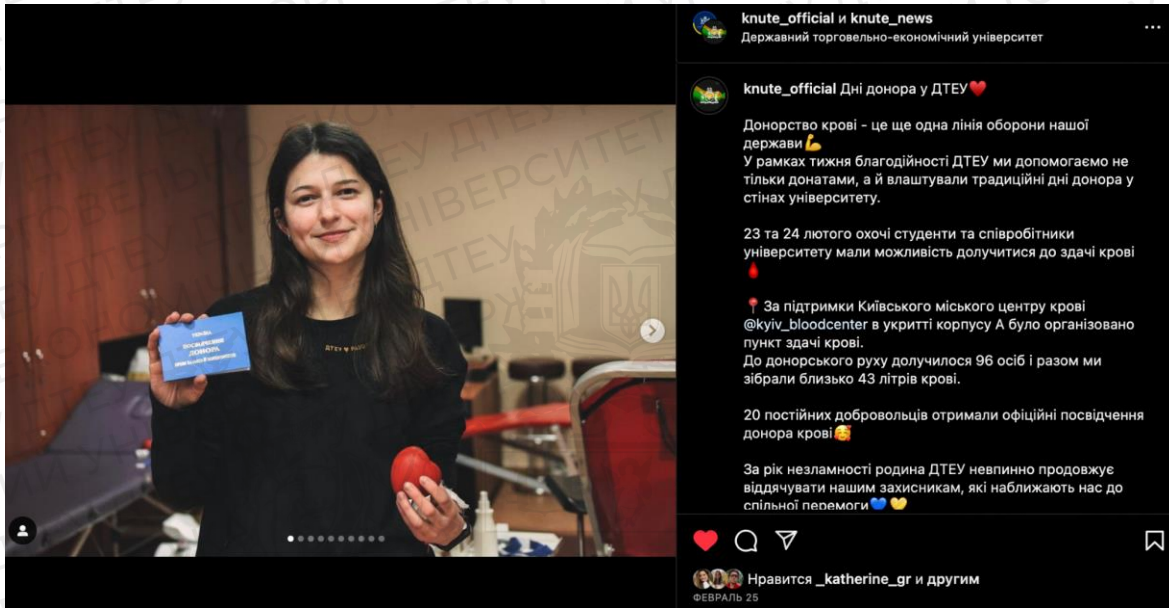 knute_official и knute_news
Державний торговельно-економічний університет
knute_official Дні донора у ДТЕУ❤️
Донорство крові - це ще одна лінія оборони нашої
держави💪
У рамках тижня благодійності ДТЕУ ми допомагаємо не
тільки донатами, а й влаштували традиційні дні донора у
стінах університету.
23 та 24 лютого охочі студенти та співробітники
університету мали можливість долучитися до здачі крові
🩸
📍 За підтримки Київського міського центру крові
@kyiv_bloodcenter в укритті корпусу А було організовано
пункт здачі крові.
До донорського руху долучилося 96 осіб і разом ми
зібрали близько 43 літрів крові.
20 постійних добровольців отримали офіційні посвідчення
донора крові🥰
За рік незламності родина ДТЕУ невпинно продовжує
віддячувати нашим захисникам, які наближають нас до
спільної перемоги💙 💛
Нравится _katherine_gr и другим
ФЕВРАЛЬ 25
ПОСВІДЧЕННЯ
ДОНОРА
ДТЕУ